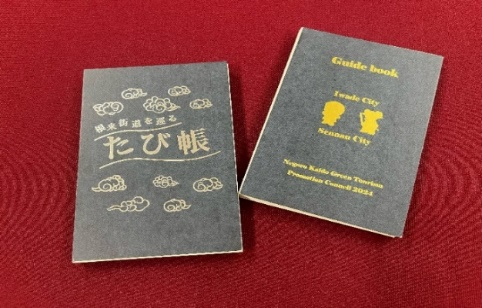 根来街道を巡る
たび帳
Guide book
Iwade City
Sennan City
Negoro Kaido Green Tourism
Promotion Council 2024